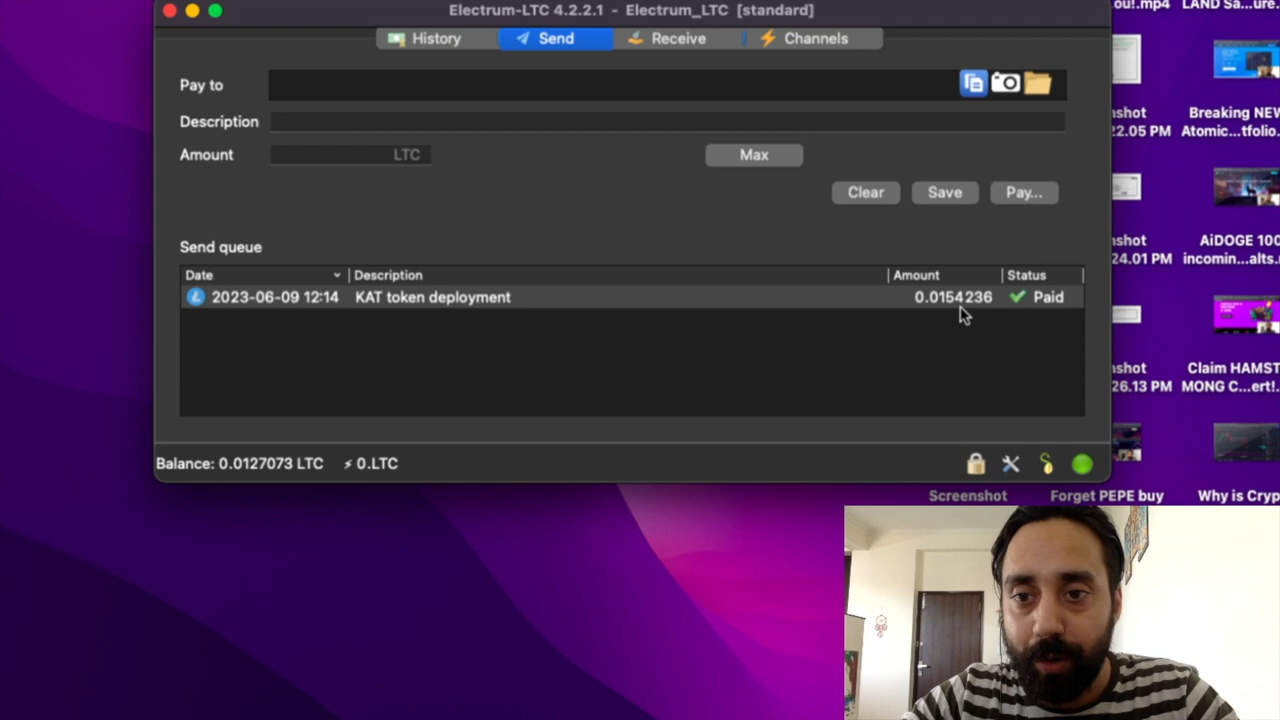 Electrum-LTC 4.2.2.1 - Electrum_LTC [standard]
History
Send
Receive
Channels
Pay to
Description
Amount
LTC
Max
Clear
Save
Pay...
Send queue
Date
Description
Amount
Status
2023-06-09 12:14
KAT token deployment
0.0154236
Paid
Balance: 0.0127073 LTC
0.LTC
ou!.mp4
LAND Sa...ure.
shot
22.05 PM
Breaking NEW
Atomic...tfolio.
shot
24.01 PM
AiDOGE 100
incomin...alts.
shot
26.13 PM
Claim HAMST
MONG C...ert!.
Screenshot
Forget PEPE buy
Why is Cryp